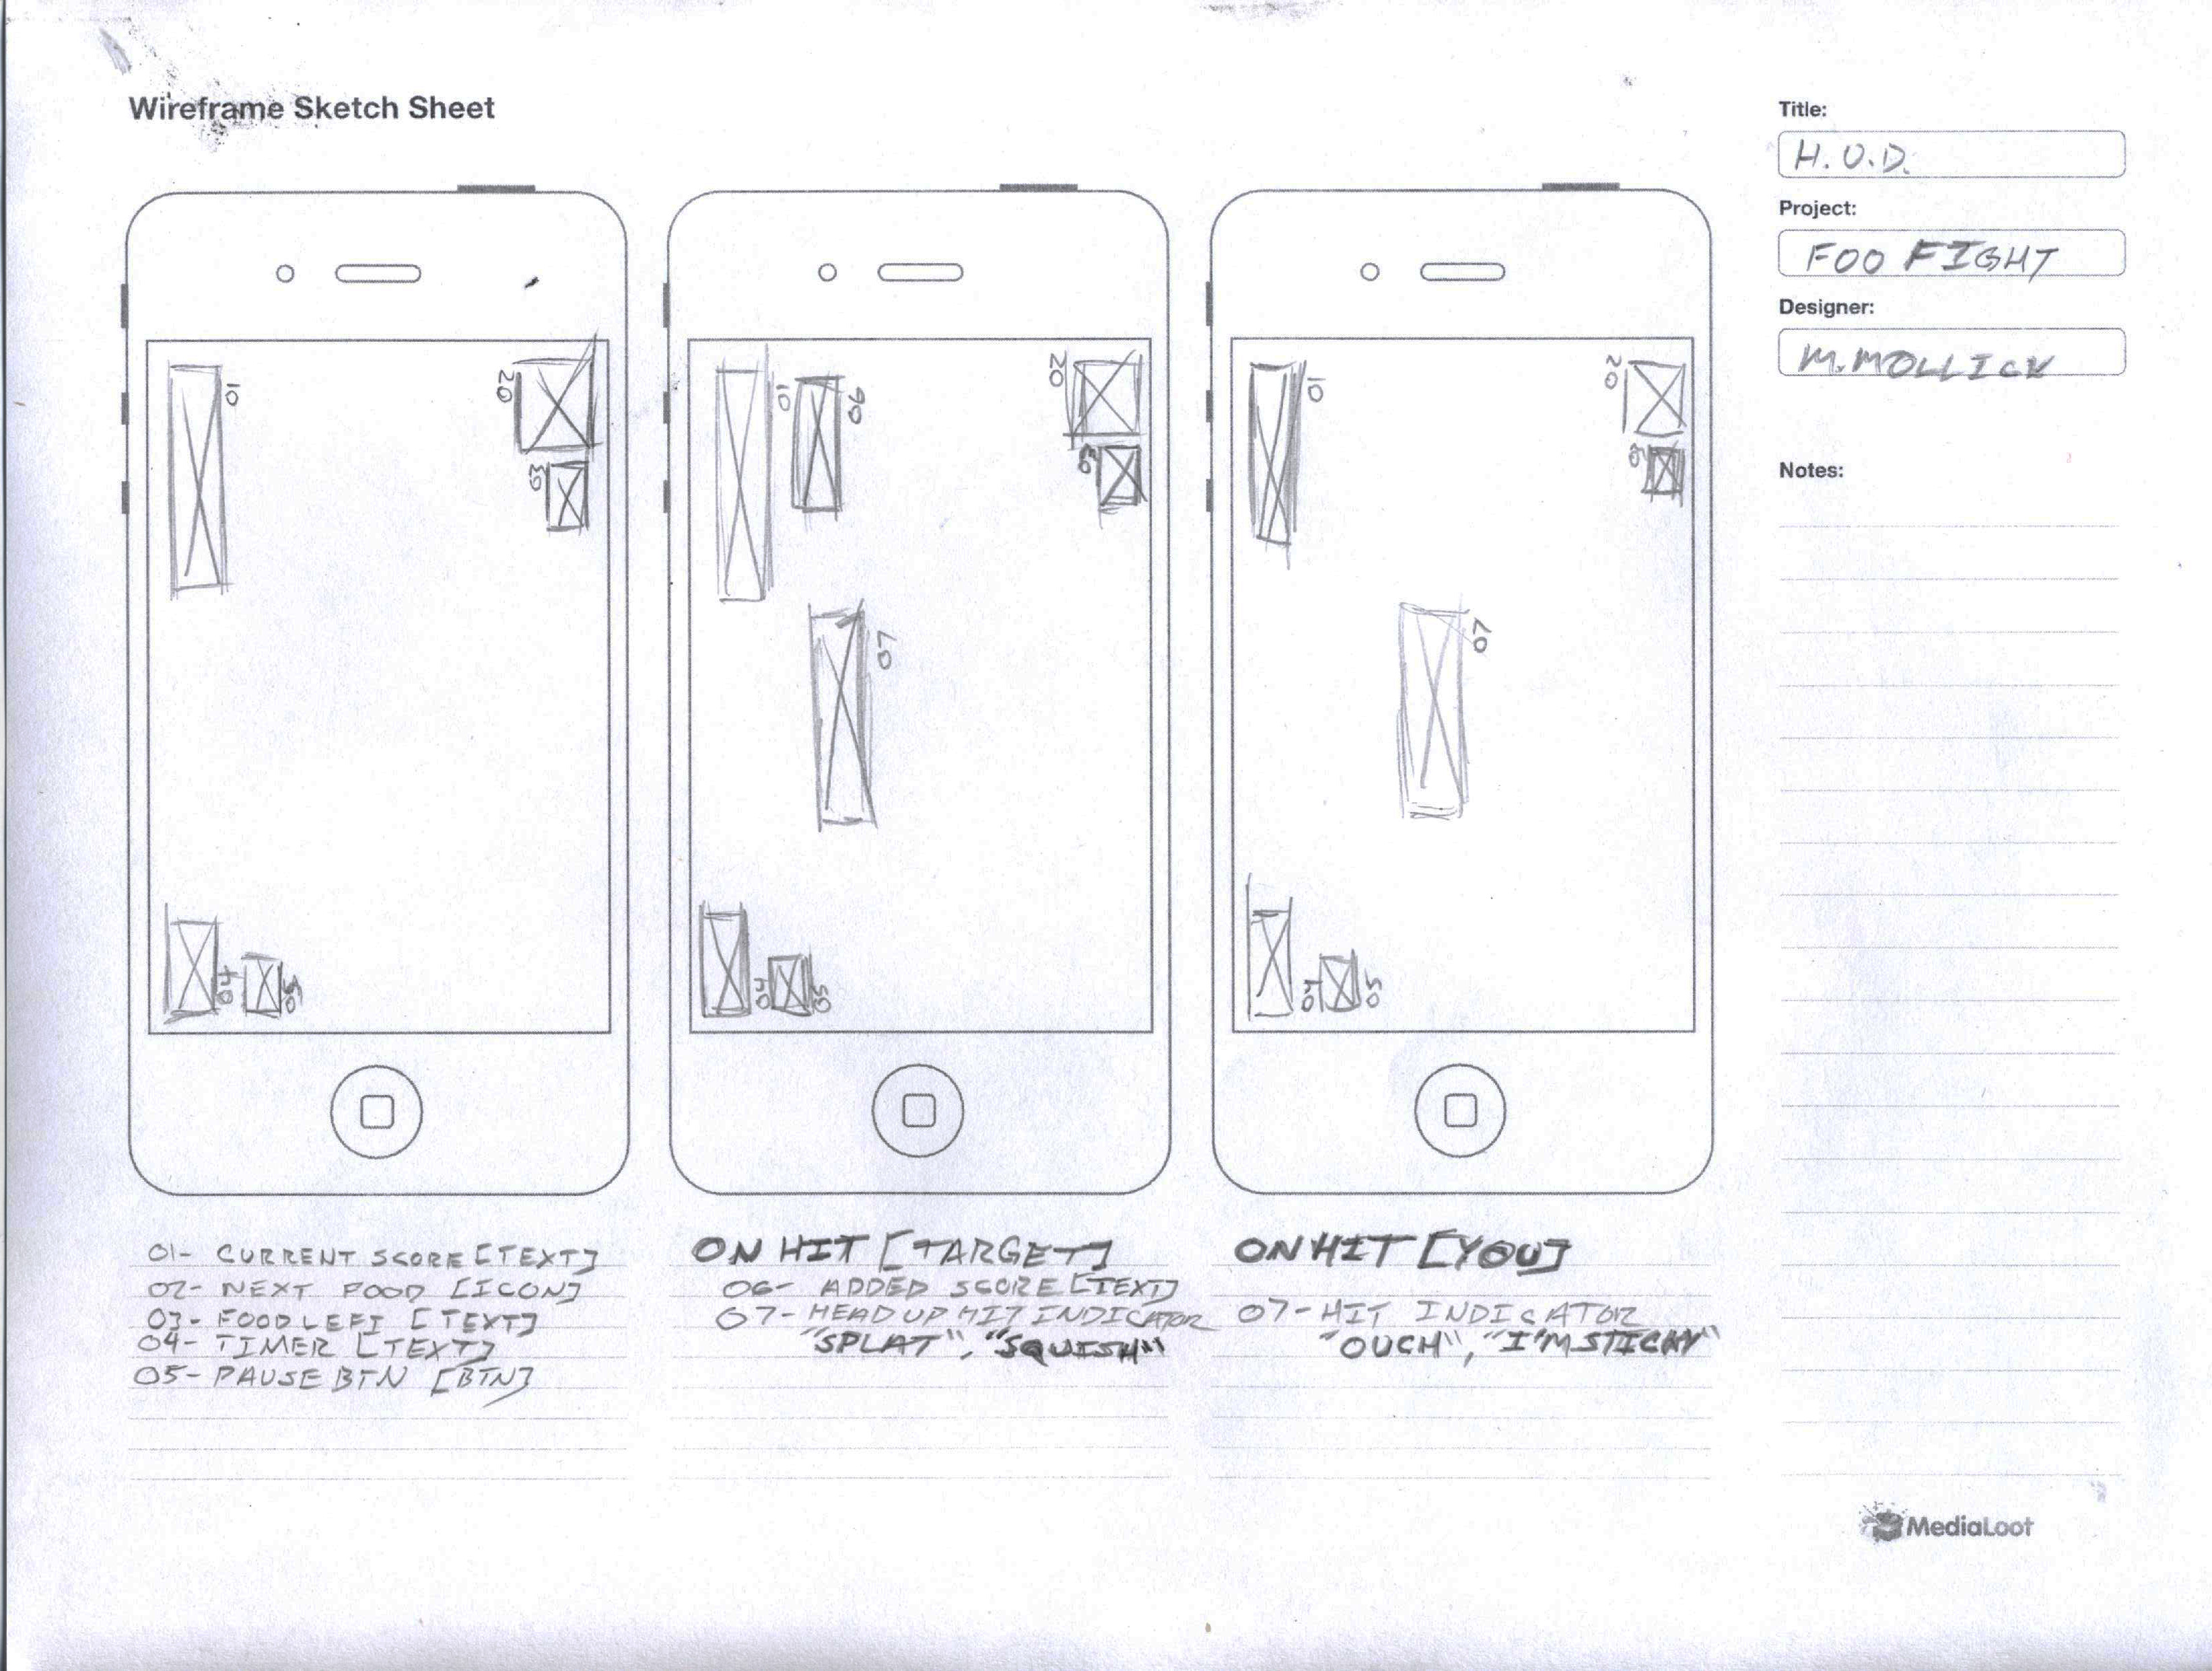 Wireframe Sketch Sheet
Title:
H.U.D.
Project:
FOO FIGHT
Designer:
M. MOLLICK
Notes:
01
02
03
04
05
01
06
02
03
07
04
05
01
02
03
07
04
05
01- CURRENT SCORE [TEXT]
02- NEXT FOOD [ICON]
03- FOOD LEFT [TEXT]
04- TIMER [TEXT]
05- PAUSE BTN [BTN]
ON HIT [TARGET]
06- ADDED SCORE [TEXT]
07- HEAD UP HIT INDICATOR
"SPLAT", "SQUISH"
ON HIT [YOU]
07- HIT INDICATOR
"OUCH", "I'M STICKY"
MediaLoot